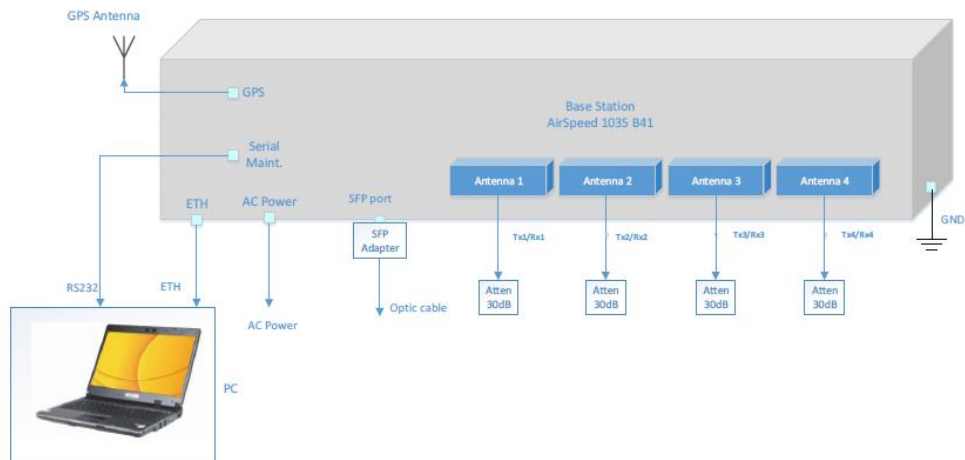 GPS Antenna
GPS
Base Station
AirSpeed 1035 B41
Serial
Maint.
Antenna 1
Antenna 2
Antenna 3
Antenna 4
ETH
AC Power
SFP port
GND
SFP
Adapter
Tx1/Rx1
Tx2/Rx2
Tx3/Rx3
Tx4/Rx4
RS232
ETH
Atten
30dB
Atten
30dB
Atten
30dB
Atten
30dB
Optic cable
AC Power
PC